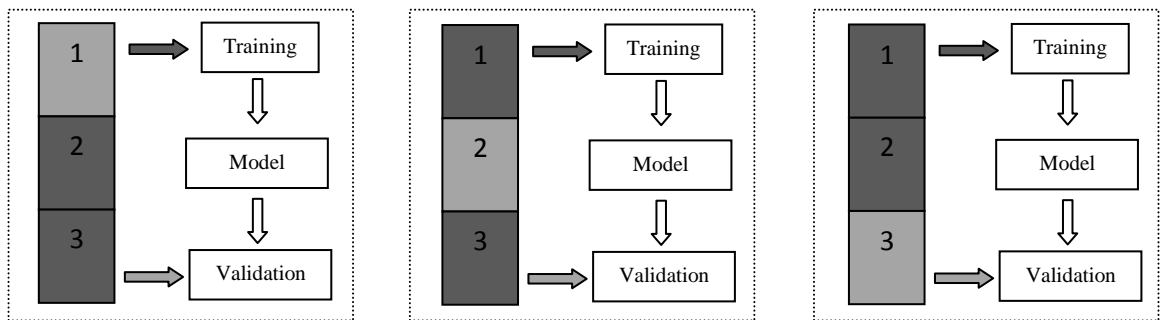 1
Training
2
Model
3
Validation
1
Training
2
Model
3
Validation
1
Training
2
Model
3
Validation